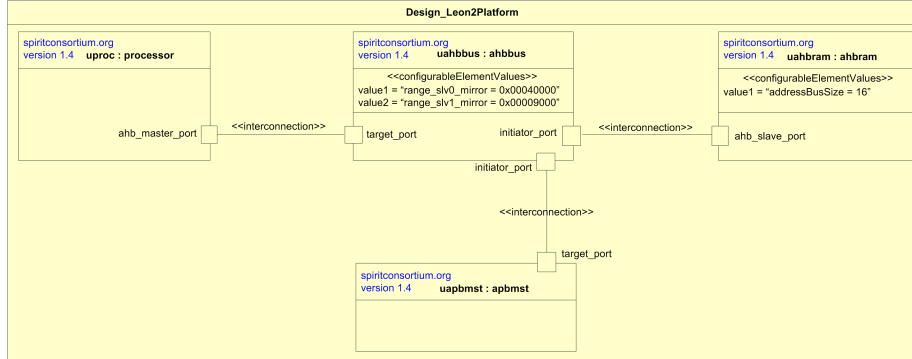 Design_Leon2Platform
spiritconsortium.org
version 1.4 uproc : processor
ahb_master_port
<<interconnection>>
spiritconsortium.org
version 1.4 uahbbus : ahbbus
<<configurableElementValues>>
value1 = “range_slv0_mirror = 0x00040000”
value2 = “range_slv1_mirror = 0x00009000”
target_port
initiator_port
initiator_port
<<interconnection>>
spiritconsortium.org
version 1.4 uahbram : ahbram
<<configurableElementValues>>
value1 = “addressBusSize = 16”
ahb_slave_port
<<interconnection>>
target_port
spiritconsortium.org
version 1.4 uapbmst : apbmst